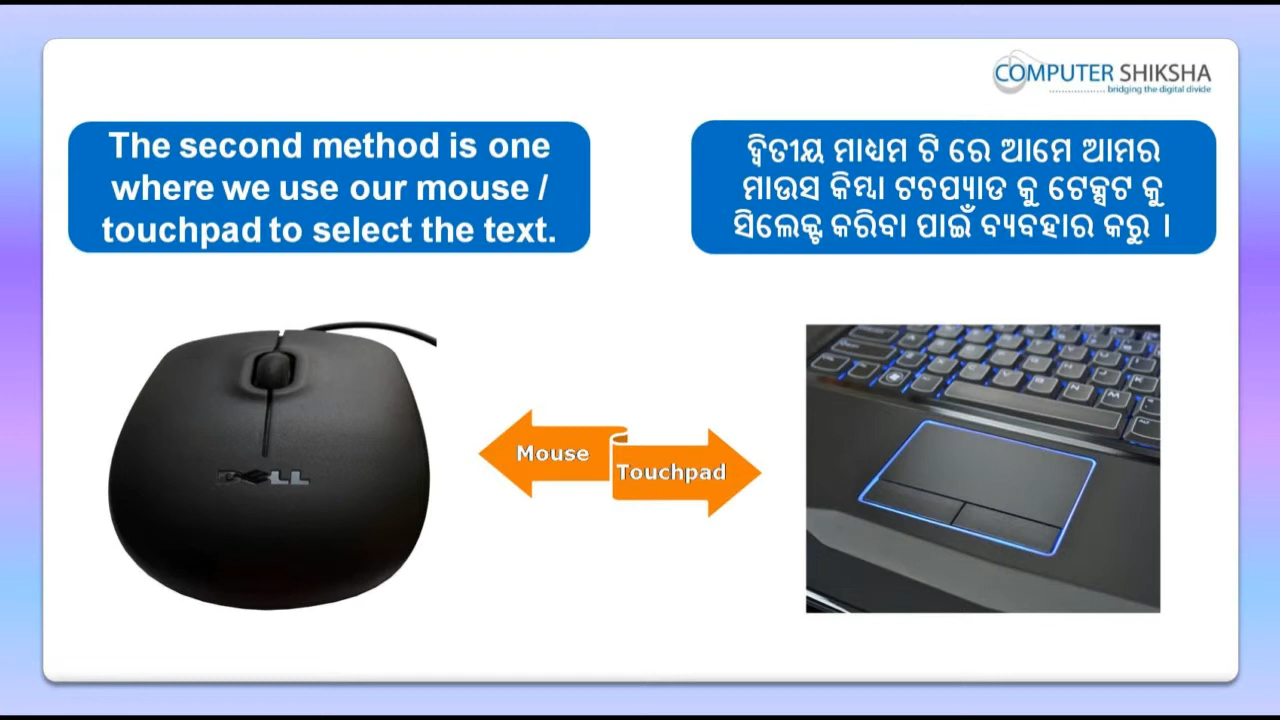 COMPUTER SHIKSHA
bridging the digital divide
The second method is one
where we use our mouse /
touchpad to select the text.
ଦ୍ୱିତୀୟ ମାଧ୍ୟମ ଟି ରେ ଆମେ ଆମର
ମାଉସ କିମ୍ବା ଟଚପ୍ୟାଡ କୁ ଟେକ୍ସଟ କୁ
ସିଲେକ୍ଟ କରିବା ପାଇଁ ବ୍ୟବହାର କରୁ ।
DELL
Mouse
Touchpad